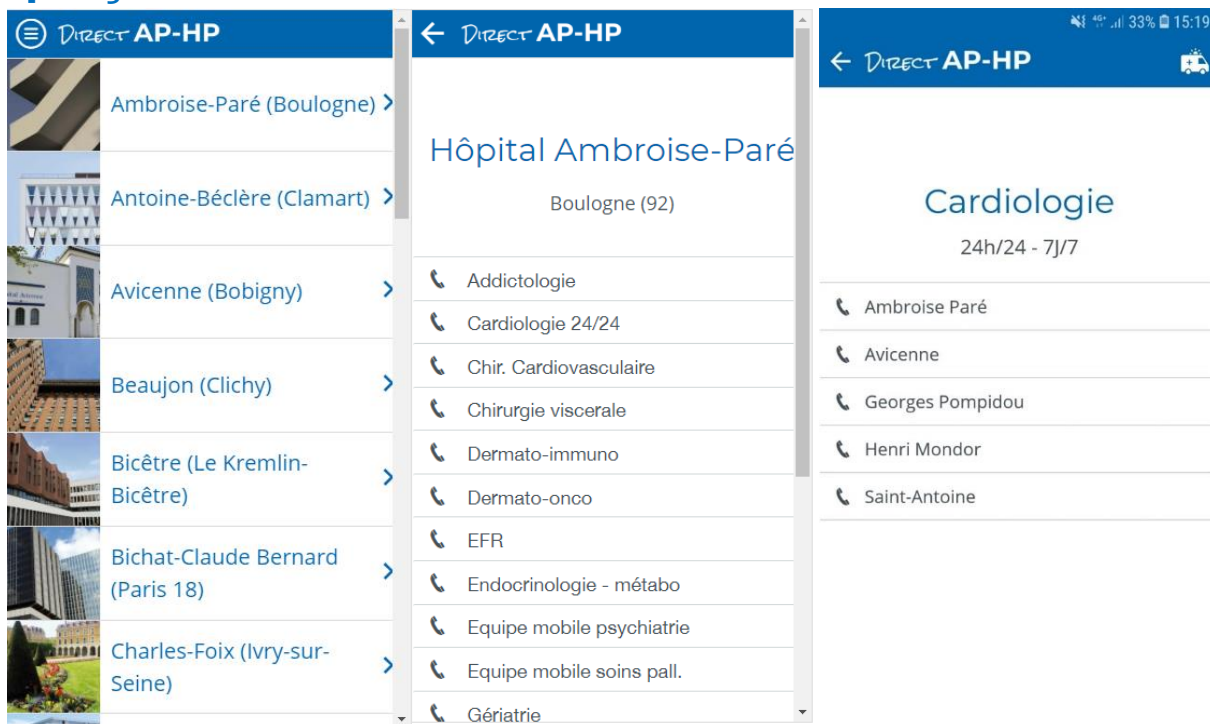 DIRECT AP-HP
Ambroise-Paré (Boulogne)
Antoine-Béclère (Clamart)
Avicenne (Bobigny)
Beaujon (Clichy)
Bicêtre (Le Kremlin-
Bicêtre)
Bichat-Claude Bernard
(Paris 18)
Charles-Foix (Ivry-sur-
Seine)
DIRECT AP-HP
Hôpital Ambroise-Paré
Boulogne (92)
Addictologie
Cardiologie 24/24
Chir. Cardiovasculaire
Chirurgie viscerale
Dermato-immuno
Dermato-onco
EFR
Endocrinologie - métabo
Equipe mobile psychiatrie
Equipe mobile soins pall.
Gériatrie
33% 15:19
DIRECT AP-HP
Cardiologie
24h/24 - 7J/7
Ambroise Paré
Avicenne
Georges Pompidou
Henri Mondor
Saint-Antoine